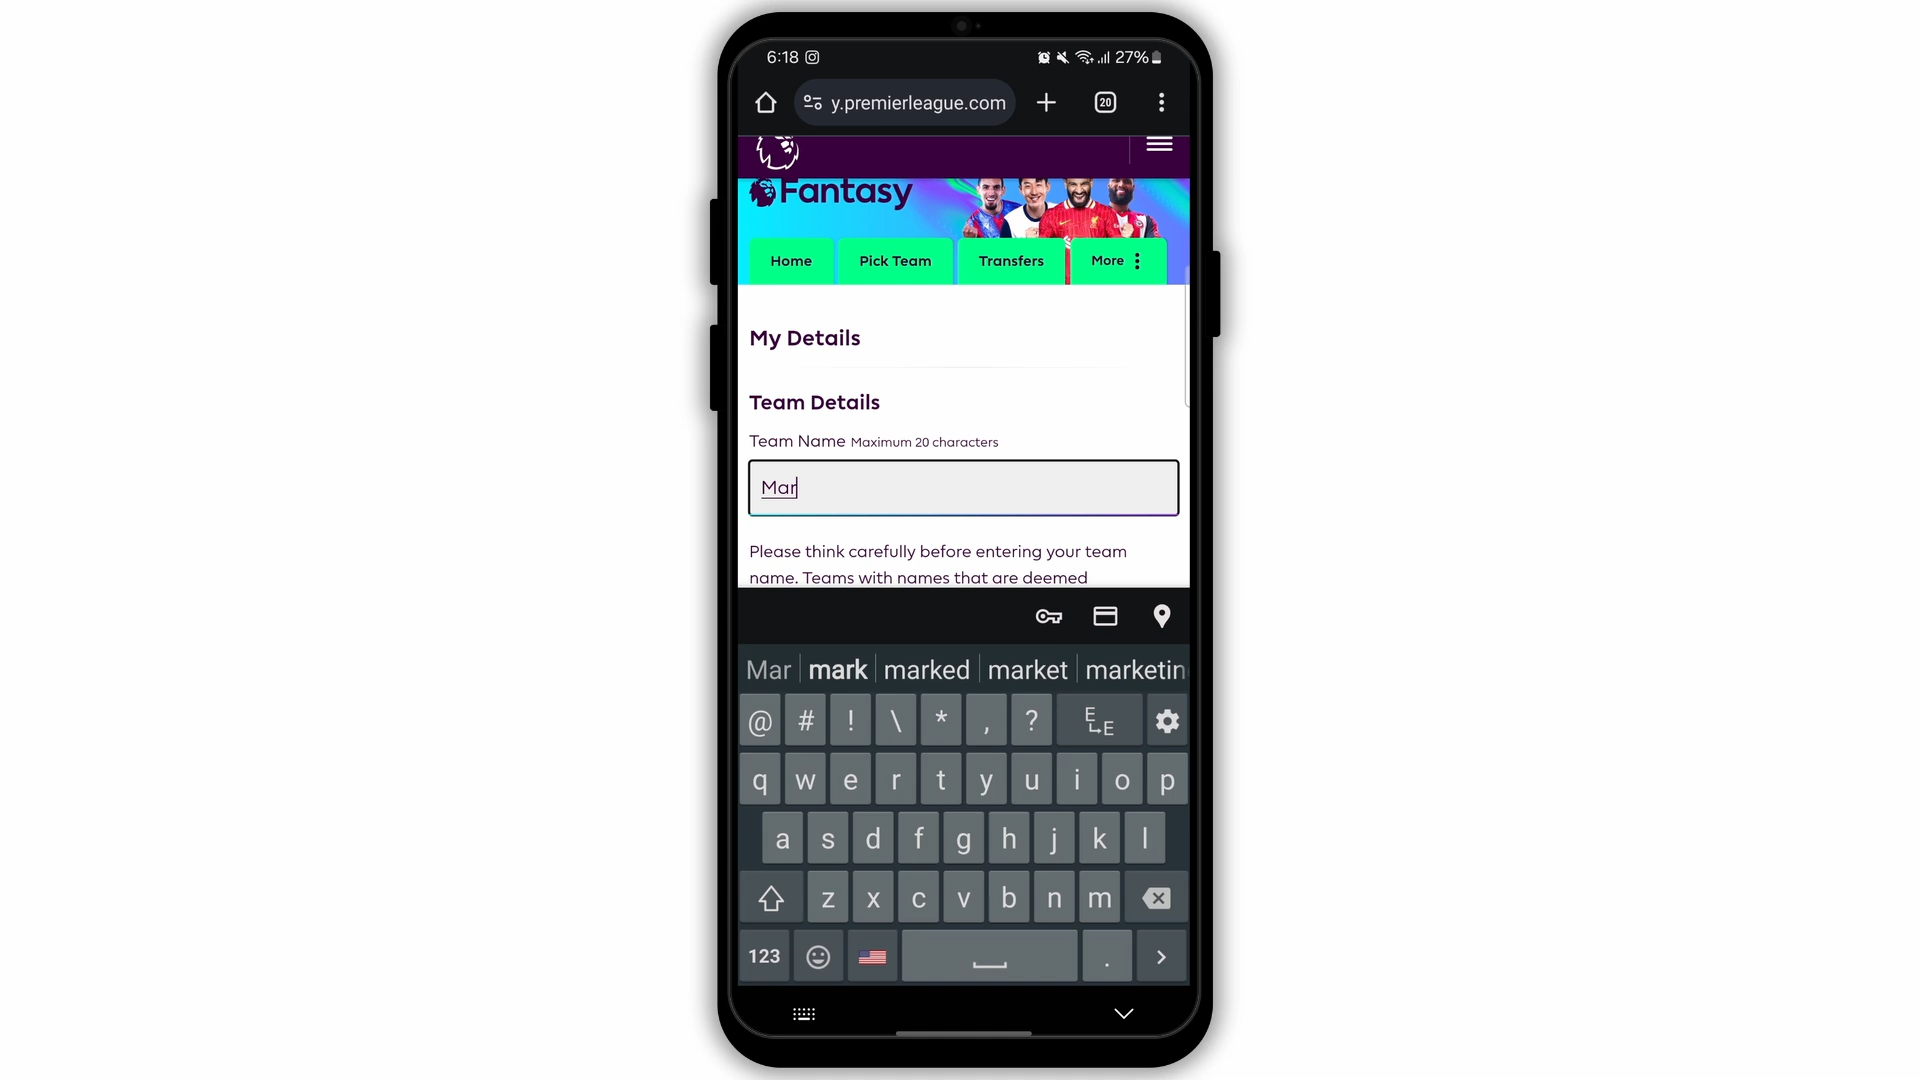 6:18
27%
y.premierleague.com
20
Fantasy
Home
Pick Team
Transfers
More
My Details
Team Details
Team Name Maximum 20 characters
Mar
Please think carefully before entering your team
name. Teams with names that are deemed
Mar mark marked market marketin
@ # ! \ * , ? E E
q w e r t y u i o p
a s d f g h j k l
z x c v b n m
123 .